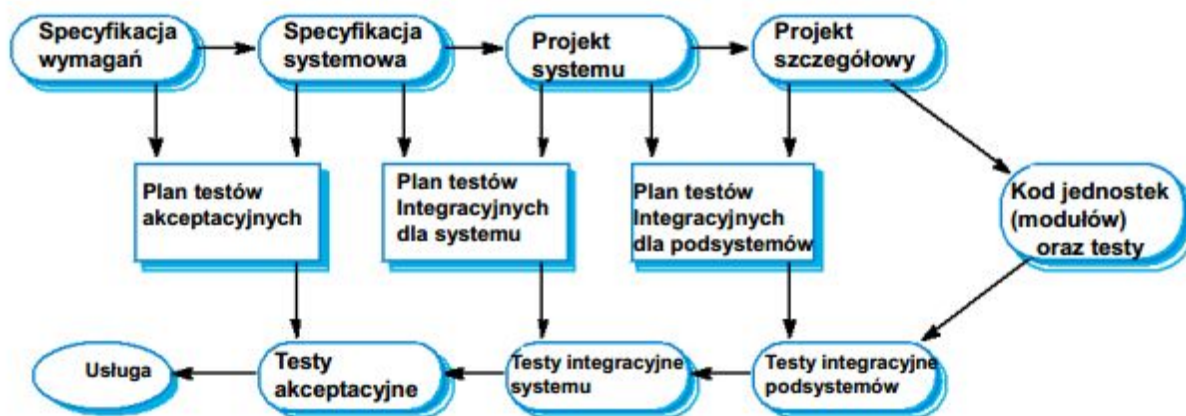 Specyfikacja
wymagań
Specyfikacja
systemowa
Projekt
systemu
Projekt
szczegółowy
Plan testów
akceptacyjnych
Plan testów
Integracyjnych
dla systemu
Plan testów
Integracyjnych
dla podsystemów
Kod jednostek
(modułów)
oraz testy
Usługa
Testy
akceptacyjne
Testy integracyjne
systemu
Testy integracyjne
podsystemów